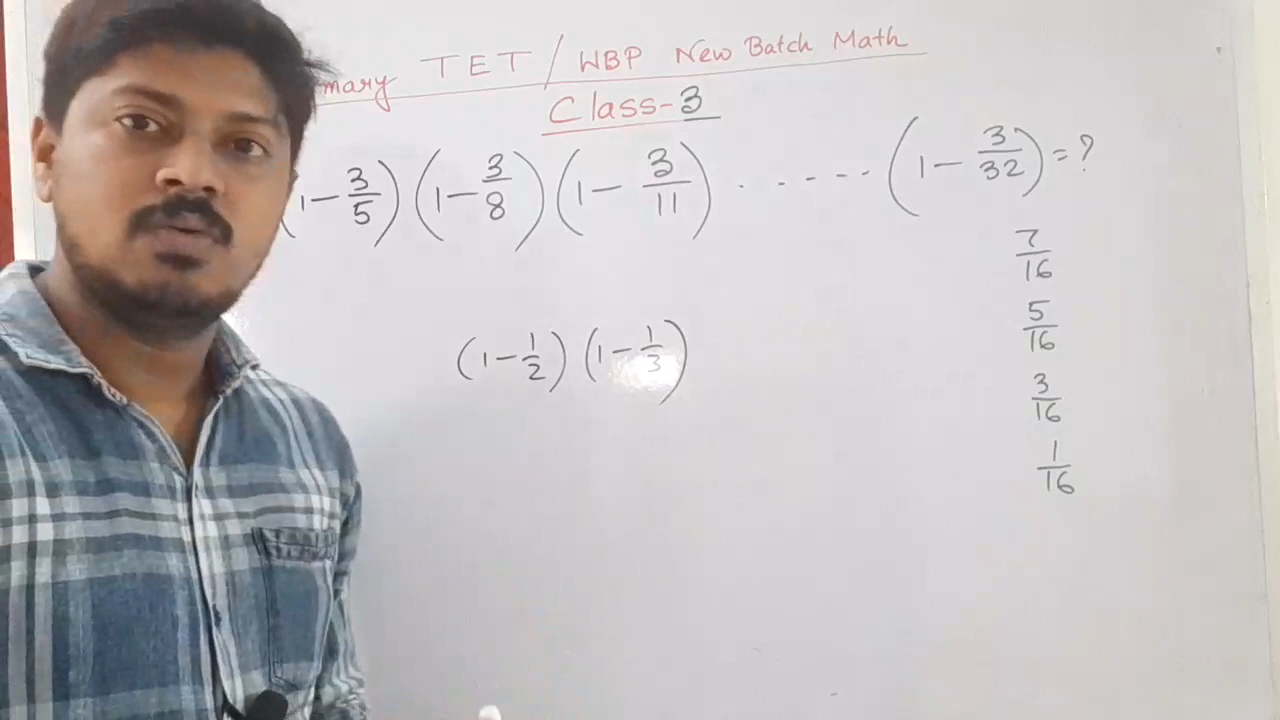 TET / WBP New Batch Math
Class-3
1 - 3/5) (1 - 3/8) (1 - 3/11) . . . . . . (1 - 3/32) = ?
7/16
5/16
(1 - 1/2) (1 - 1/3)
3/16
1/16